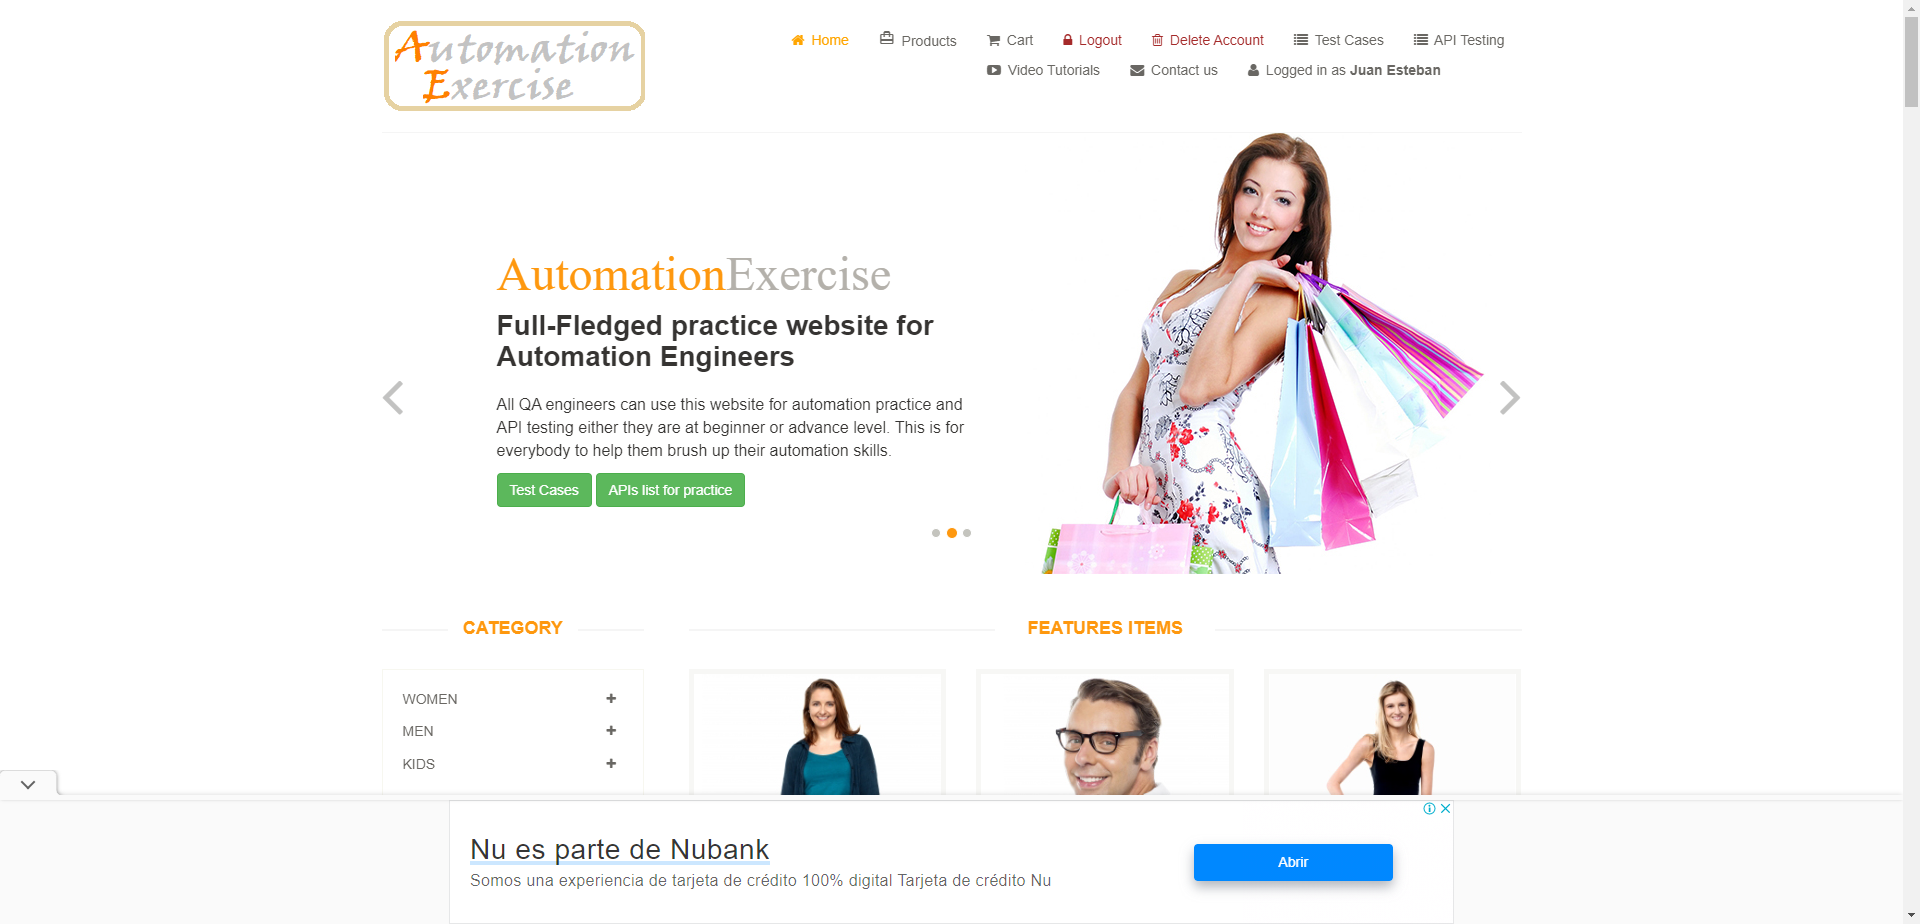 Automation
Exercise
Home Products Cart Logout Delete Account Test Cases API Testing
Video Tutorials Contact us Logged in as Juan Esteban
AutomationExercise
Full-Fledged practice website for
Automation Engineers
All QA engineers can use this website for automation practice and
API testing either they are at beginner or advance level. This is for
everybody to help them brush up their automation skills.
Test Cases APIs list for practice
CATEGORY
WOMEN
MEN
KIDS
FEATURES ITEMS
Nu es parte de Nubank
Somos una experiencia de tarjeta de crédito 100% digital Tarjeta de crédito Nu
Abrir